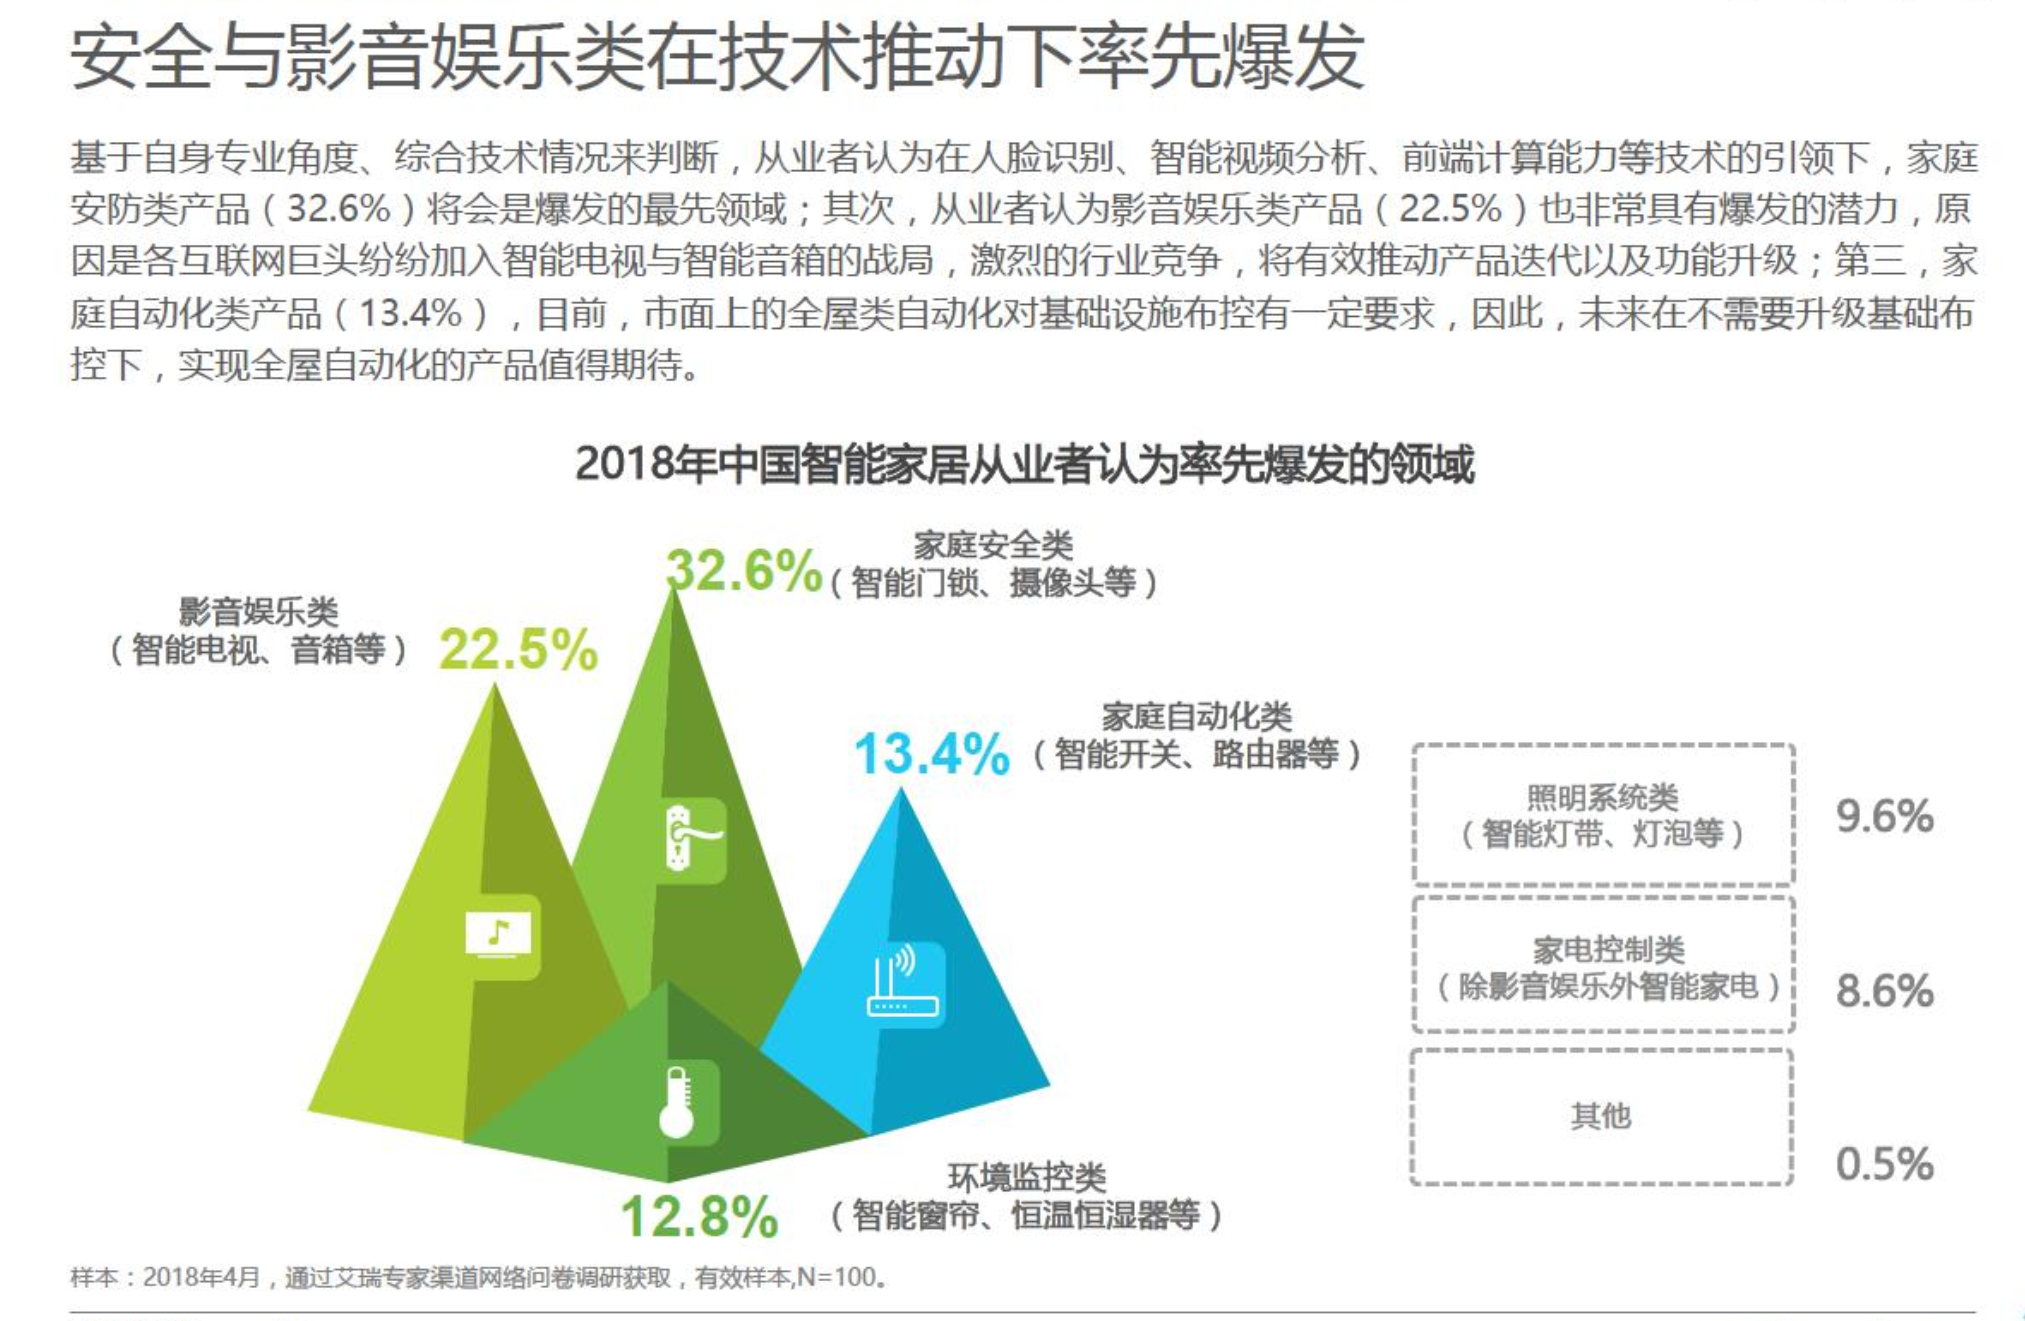 安全与影音娱乐类在技术推动下率先爆发
基于自身专业角度、综合技术情况来判断，从业者认为在人脸识别、智能视频分析、前端计算能力等技术的引领下，家庭
安防类产品（32.6%）将会是爆发的最先领域；其次，从业者认为影音娱乐类产品（22.5%）也非常具有爆发的潜力，原
因是各互联网巨头纷纷加入智能电视与智能音箱的战局，激烈的行业竞争，将有效推动产品迭代以及功能升级；第三，家
庭自动化类产品（13.4%），目前，市面上的全屋类自动化对基础设施布控有一定要求，因此，未来在不需要升级基础布
控下，实现全屋自动化的产品值得期待。
2018年中国智能家居从业者认为率先爆发的领域
家庭安全类
32.6%（智能门锁、摄像头等）
影音娱乐类
（智能电视、音箱等）22.5%
家庭自动化类
13.4%（智能开关、路由器等）
照明系统类
（智能灯带、灯泡等）
9.6%
家电控制类
（除影音娱乐外智能家电）
8.6%
其他
0.5%
环境监控类
12.8%（智能窗帘、恒温恒湿器等）
样本：2018年4月，通过艾瑞专家渠道网络问卷调研获取，有效样本,N=100。